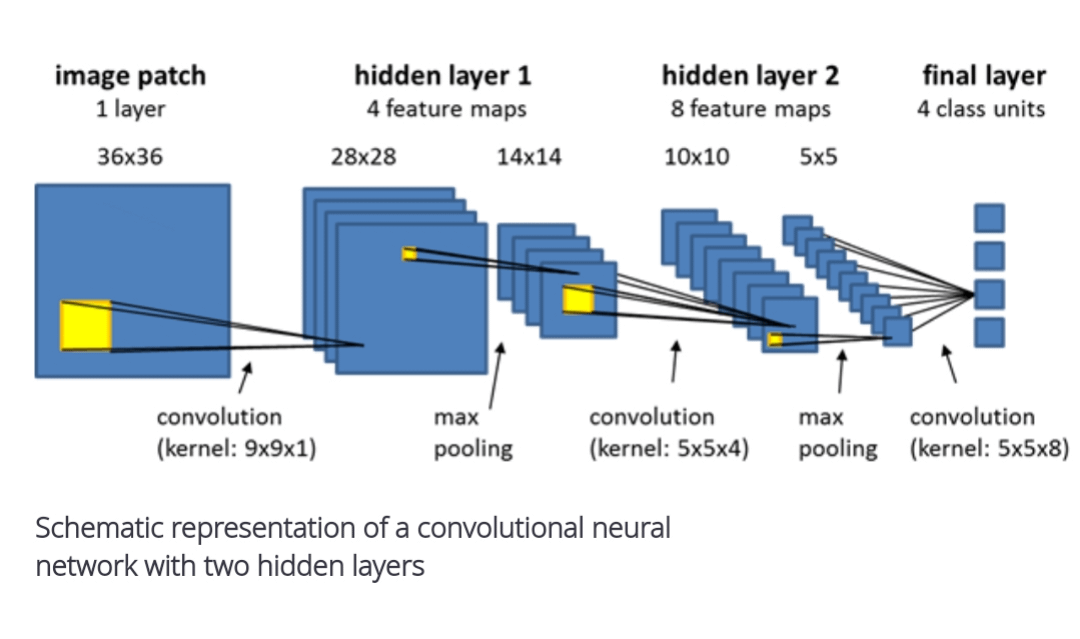 image patch
1 layer
36x36
hidden layer 1
4 feature maps
28x28
14x14
hidden layer 2
8 feature maps
10x10
5x5
final layer
4 class units
convolution
(kernel: 9x9x1)
max
pooling
convolution
(kernel: 5x5x4)
max
pooling
convolution
(kernel: 5x5x8)
Schematic representation of a convolutional neural
network with two hidden layers